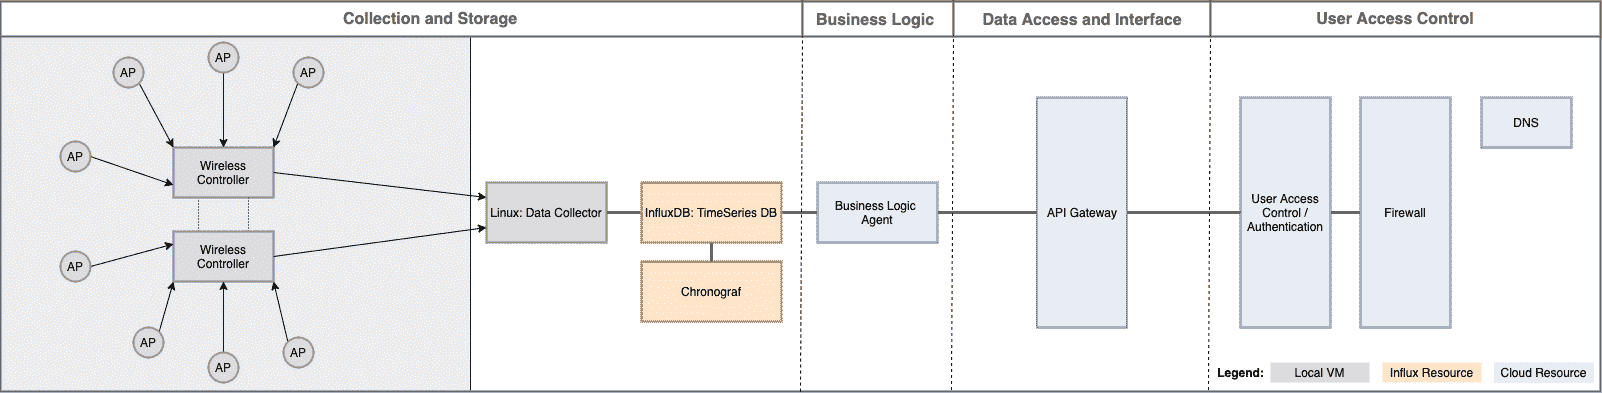 Collection and Storage
Business Logic
Data Access and Interface
User Access Control
AP
AP
AP
AP
Wireless
Controller
Wireless
Controller
AP
AP
AP
AP
Linux: Data Collector
InfluxDB: TimeSeries DB
Chronograf
Business Logic
Agent
API Gateway
User Access
Control /
Authentication
Firewall
DNS
Legend:
Local VM
Influx Resource
Cloud Resource